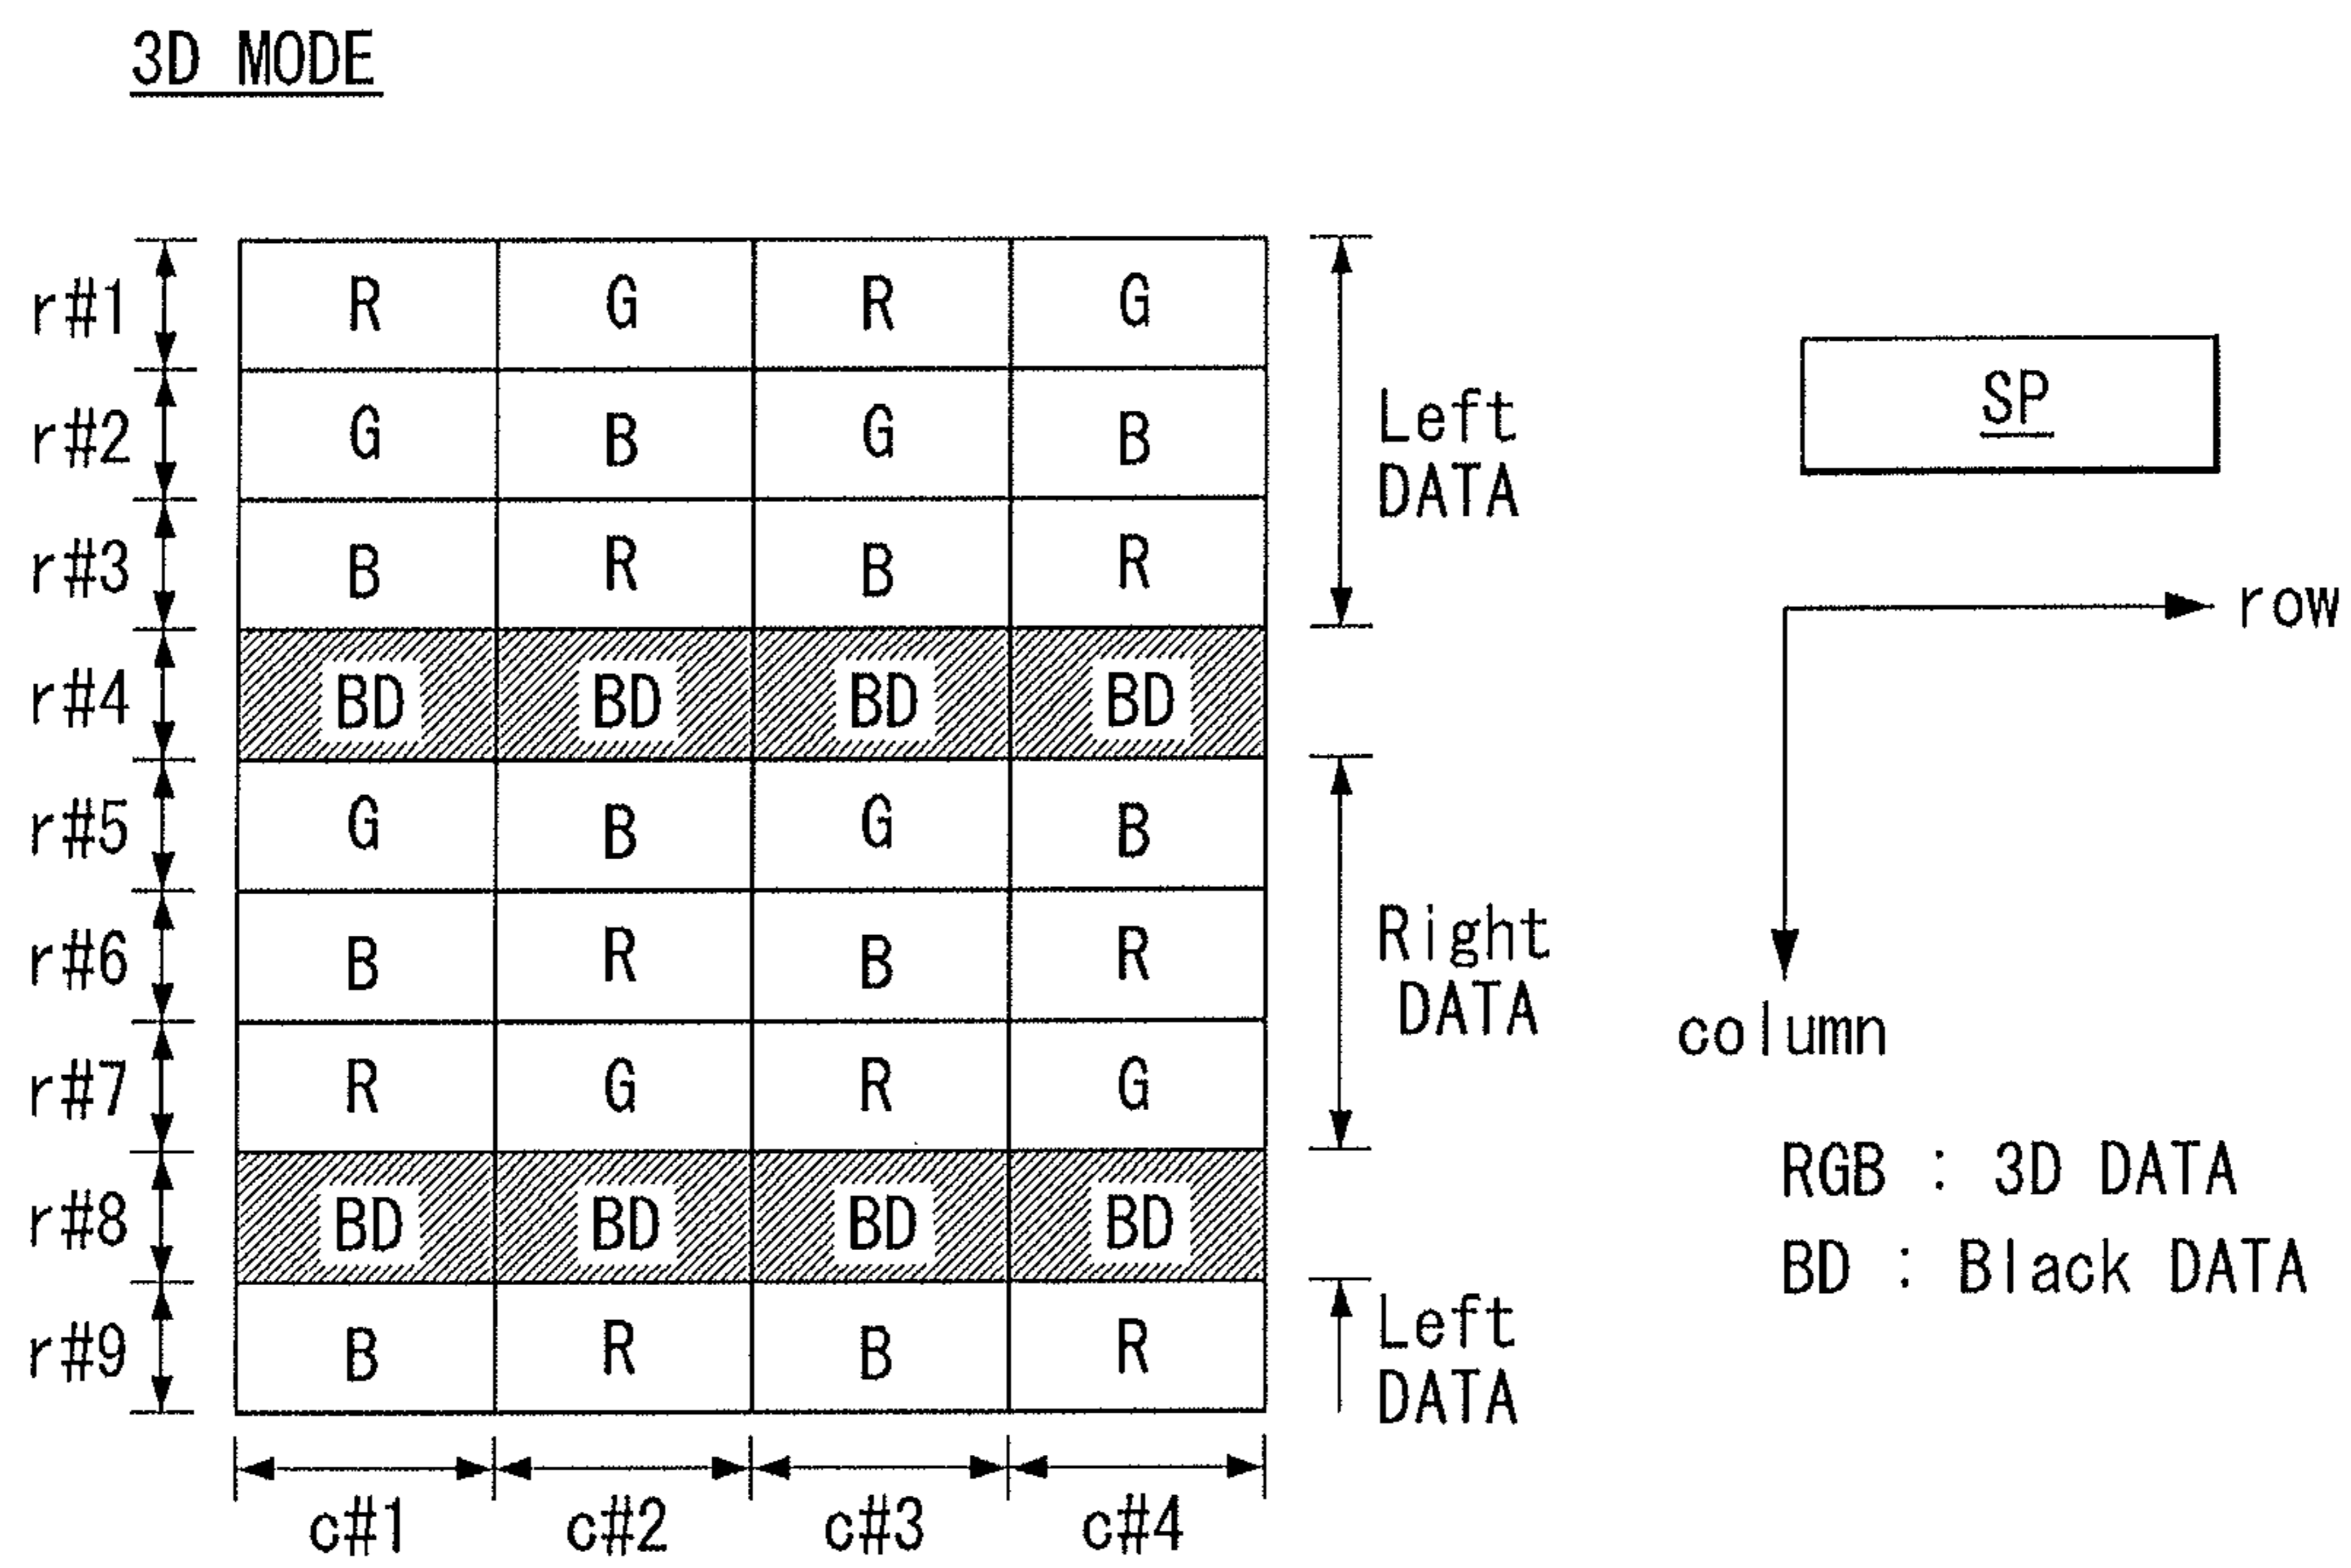 3D MODE
r#1 R G R G
r#2 G B G B
r#3 B R B R
r#4 BD BD BD BD
r#5 G B G B
r#6 B R B R
r#7 R G R G
r#8 BD BD BD BD
r#9 B R B R
c#1 c#2 c#3 c#4
Left
DATA
Right
DATA
Left
DATA
SP
row
column
RGB : 3D DATA
BD : Black DATA